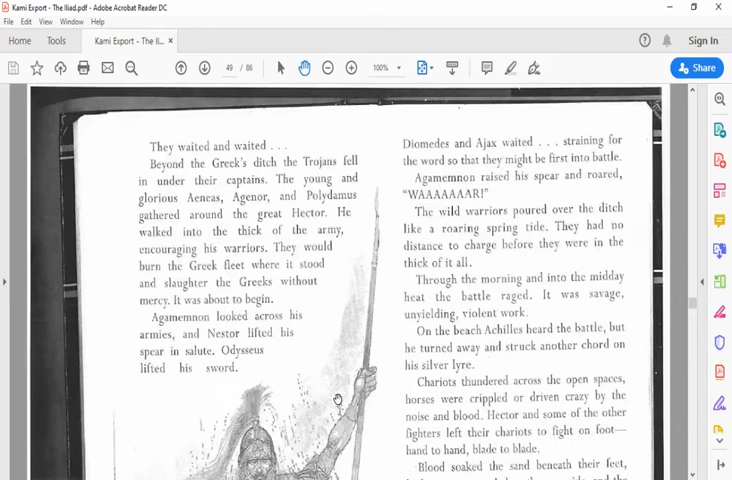 Kami Export - The Iliad.pdf - Adobe Acrobat Reader DC
File Edit View Window Help
Home Tools Kami Export - The Il... × Sign In
49 / 86 100% Share
They waited and waited . . .
Beyond the Greek's ditch the Trojans fell
in under their captains. The young and
glorious Aeneas, Agenor, and Polydamus
gathered around the great Hector. He
walked into the thick of the army,
encouraging his warriors. They would
burn the Greek fleet where it stood
and slaughter the Greeks without
mercy. It was about to begin.
Agamemnon looked across his
armies, and Nestor lifted his
spear in salute. Odysseus
lifted his sword.
Diomedes and Ajax waited . . . straining for
the word so that they might be first into battle.
Agamemnon raised his spear and roared,
"WAAAAAAAR!"
The wild warriors poured over the ditch
like a roaring spring tide. They had no
distance to charge before they were in the
thick of it all.
Through the morning and into the midday
heat the battle raged. It was savage,
unyielding, violent work.
On the beach Achilles heard the battle, but
he turned away and struck another chord on
his silver lyre.
Chariots thundered across the open spaces,
horses were crippled or driven crazy by the
noise and blood. Hector and some of the other
fighters left their chariots to fight on foot—
hand to hand, blade to blade.
Blood soaked the sand beneath their feet,